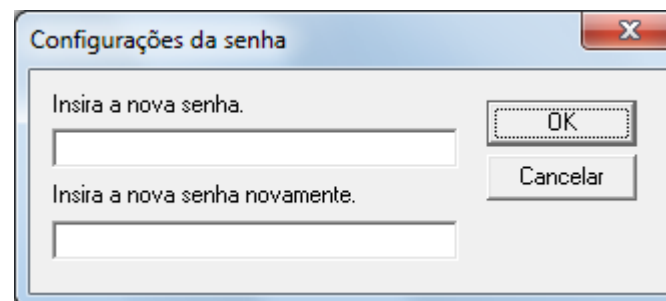 Configurações da senha
Insira a nova senha.
OK
Cancelar
Insira a nova senha novamente.